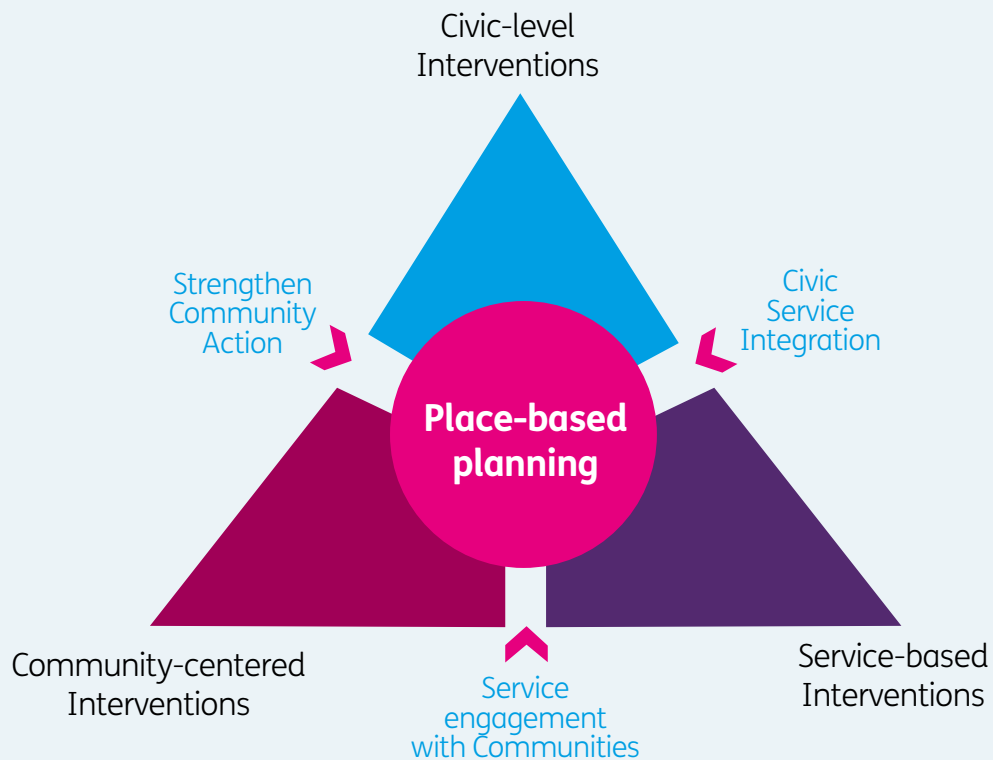 Civic-level
Interventions
Strengthen
Community
Action
Civic
Service
Integration
Place-based
planning
Community-centered
Interventions
Service-based
Interventions
Service
engagement
with Communities